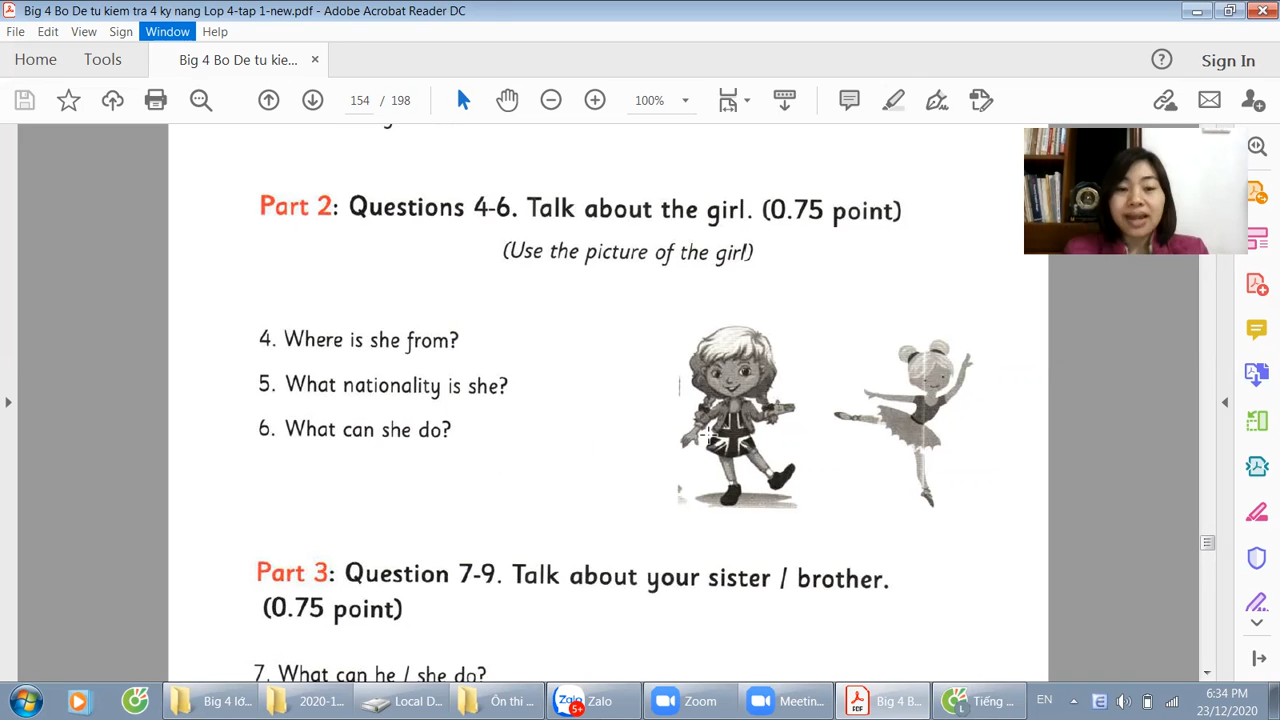 Big 4 Bo De tu kiem tra 4 ky nang Lop 4-tap 1-new.pdf - Adobe Acrobat Reader DC
File Edit View Sign Window Help
Home Tools Big 4 Bo De tu kie... × Sign In
154 / 198 100%
Part 2: Questions 4-6. Talk about the girl. (0.75 point)
(Use the picture of the girl)
4. Where is she from?
5. What nationality is she?
6. What can she do?
Part 3: Question 7-9. Talk about your sister / brother.
(0.75 point)
7. What can he / she do?
Big 4 lớ... 2020-1... Local D... Ôn thi ... Zalo Zoom Meetin... Big 4 B... Tiếng ... EN 6:34 PM
23/12/2020